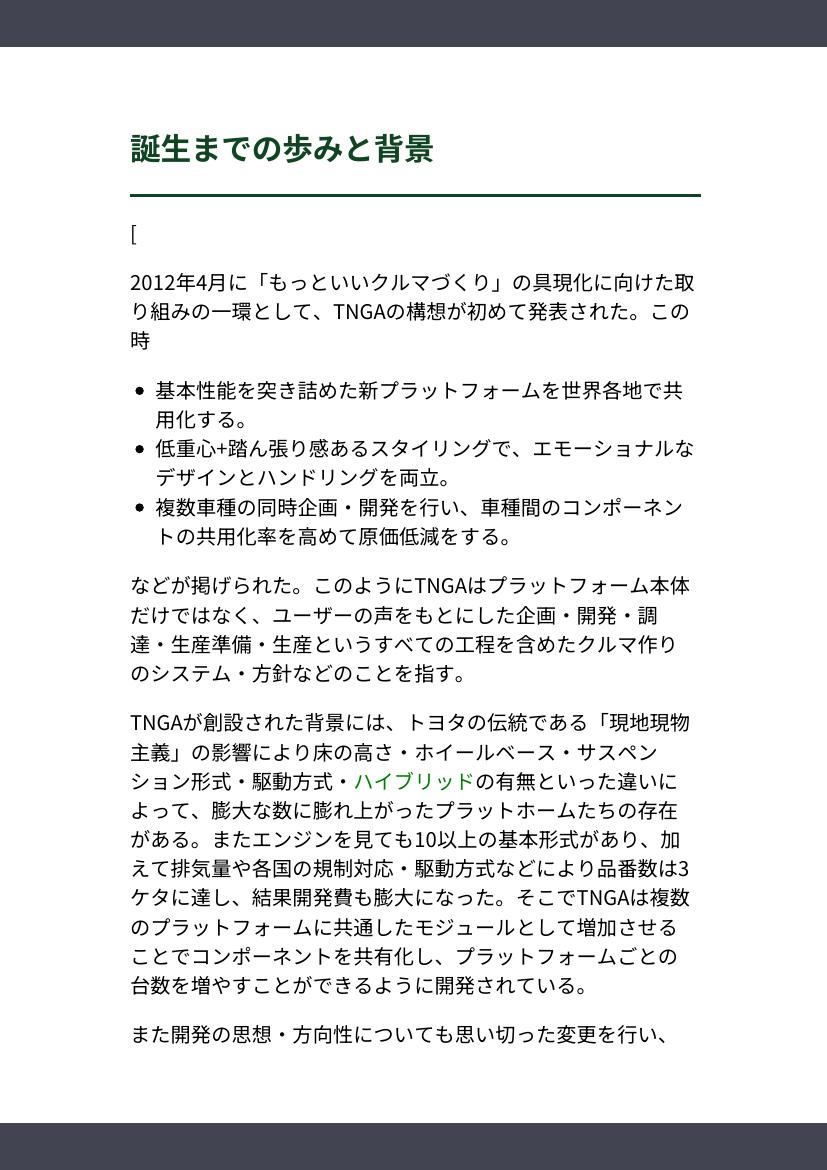 誕生までの歩みと背景
[
2012年4月に「もっといいクルマづくり」の具現化に向けた取
り組みの一環として、TNGAの構想が初めて発表された。この
時
• 基本性能を突き詰めた新プラットフォームを世界各地で共
用化する。
• 低重心+踏ん張り感あるスタイリングで、エモーショナルな
デザインとハンドリングを両立。
• 複数車種の同時企画・開発を行い、車種間のコンポーネン
トの共用化率を高めて原価低減をする。
などが掲げられた。このようにTNGAはプラットフォーム本体
だけではなく、ユーザーの声をもとにした企画・開発・調
達・生産準備・生産というすべての工程を含めたクルマ作り
のシステム・方針などのことを指す。
TNGAが創設された背景には、トヨタの伝統である「現地現物
主義」の影響により床の高さ・ホイールベース・サスペン
ション形式・駆動方式・ハイブリッドの有無といった違いに
よって、膨大な数に膨れ上がったプラットホームたちの存在
がある。またエンジンを見ても10以上の基本形式があり、加
えて排気量や各国の規制対応・駆動方式などにより品番数は3
ケタに達し、結果開発費も膨大になった。そこでTNGAは複数
のプラットフォームに共通したモジュールとして増加させる
ことでコンポーネントを共有化し、プラットフォームごとの
台数を増やすことができるように開発されている。
また開発の思想・方向性についても思い切った変更を行い、